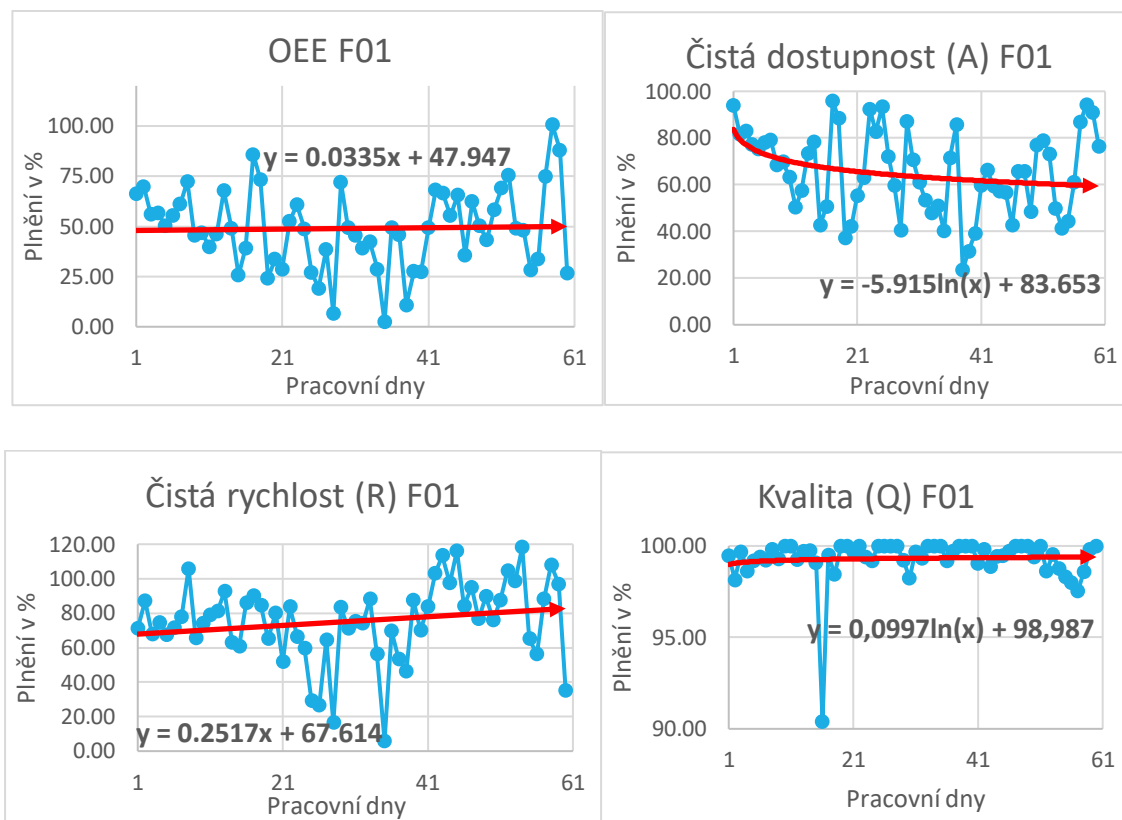 OEE F01
Plnění v %
100.00
75.00
50.00
25.00
0.00
y = 0.0335x + 47.947
1 21 41 61
Pracovní dny
Čistá dostupnost (A) F01
Plnění v %
100.00
80.00
60.00
40.00
20.00
0.00
y = -5.915ln(x) + 83.653
1 21 41 61
Pracovní dny
Čistá rychlost (R) F01
Plnění v %
120.00
100.00
80.00
60.00
40.00
20.00
0.00
y = 0.2517x + 67.614
1 21 41 61
Pracovní dny
Kvalita (Q) F01
Plnění v %
100.00
95.00
90.00
y = 0,0997ln(x) + 98,987
1 21 41 61
Pracovní dny